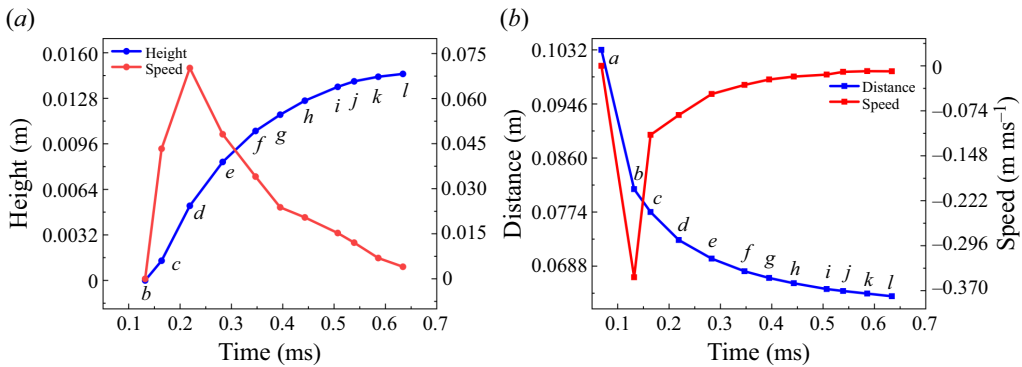 (a)
0.0160
0.0128
0.0096
0.0064
0.0032
0
Height (m)
Height
Speed
b
c
d
e
f
g
h
i
j
k
l
0.075
0.060
0.045
0.030
0.015
0
0.1
0.2
0.3
0.4
0.5
0.6
0.7
Time (ms)
(b)
0.1032
0.0946
0.0860
0.0774
0.0688
Distance (m)
a
b
c
d
e
f
g
h
i
j
k
l
Distance
Speed
0
–0.074
–0.148
–0.222
–0.296
–0.370
Speed (m ms⁻¹)
0.1
0.2
0.3
0.4
0.5
0.6
0.7
Time (ms)